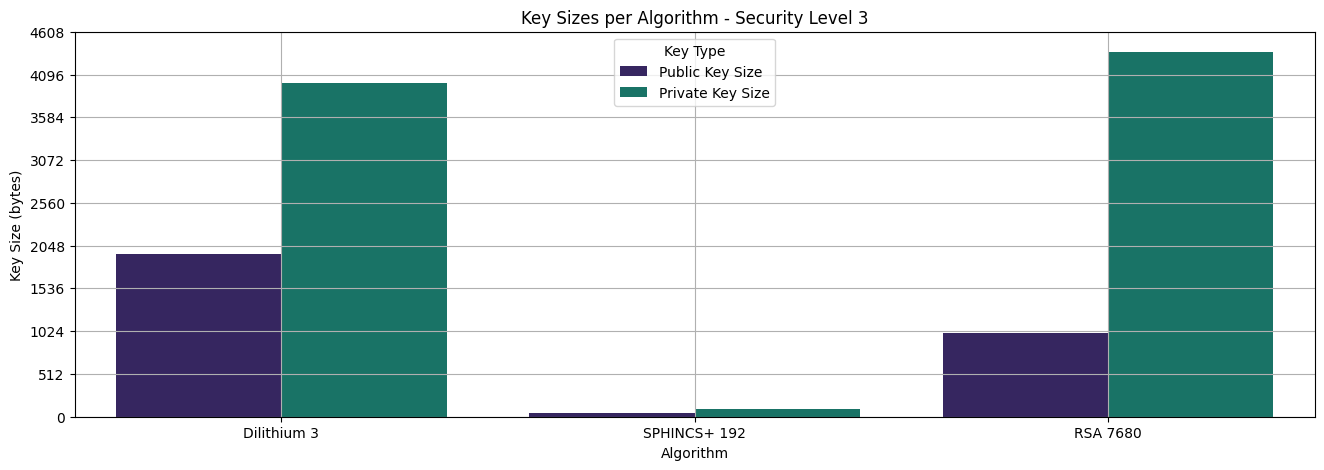 Key Sizes per Algorithm - Security Level 3
Key Size (bytes)
4608
4096
3584
3072
2560
2048
1536
1024
512
0
Key Type
Public Key Size
Private Key Size
Dilithium 3
SPHINCS+ 192
RSA 7680
Algorithm